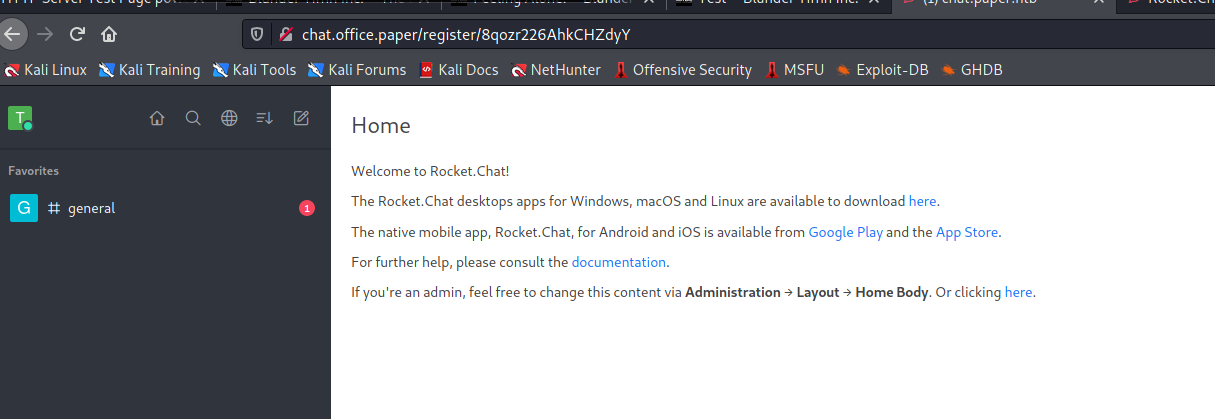 chat.office.paper/register/8qozr226AhkCHZdyY
Kali Linux Kali Training Kali Tools Kali Forums Kali Docs NetHunter Offensive Security MSFU Exploit-DB GHDB
T
Home
Welcome to Rocket.Chat!
Favorites
The Rocket.Chat desktops apps for Windows, macOS and Linux are available to download here.
G # general 1
The native mobile app, Rocket.Chat, for Android and iOS is available from Google Play and the App Store.
For further help, please consult the documentation.
If you're an admin, feel free to change this content via Administration → Layout → Home Body. Or clicking here.